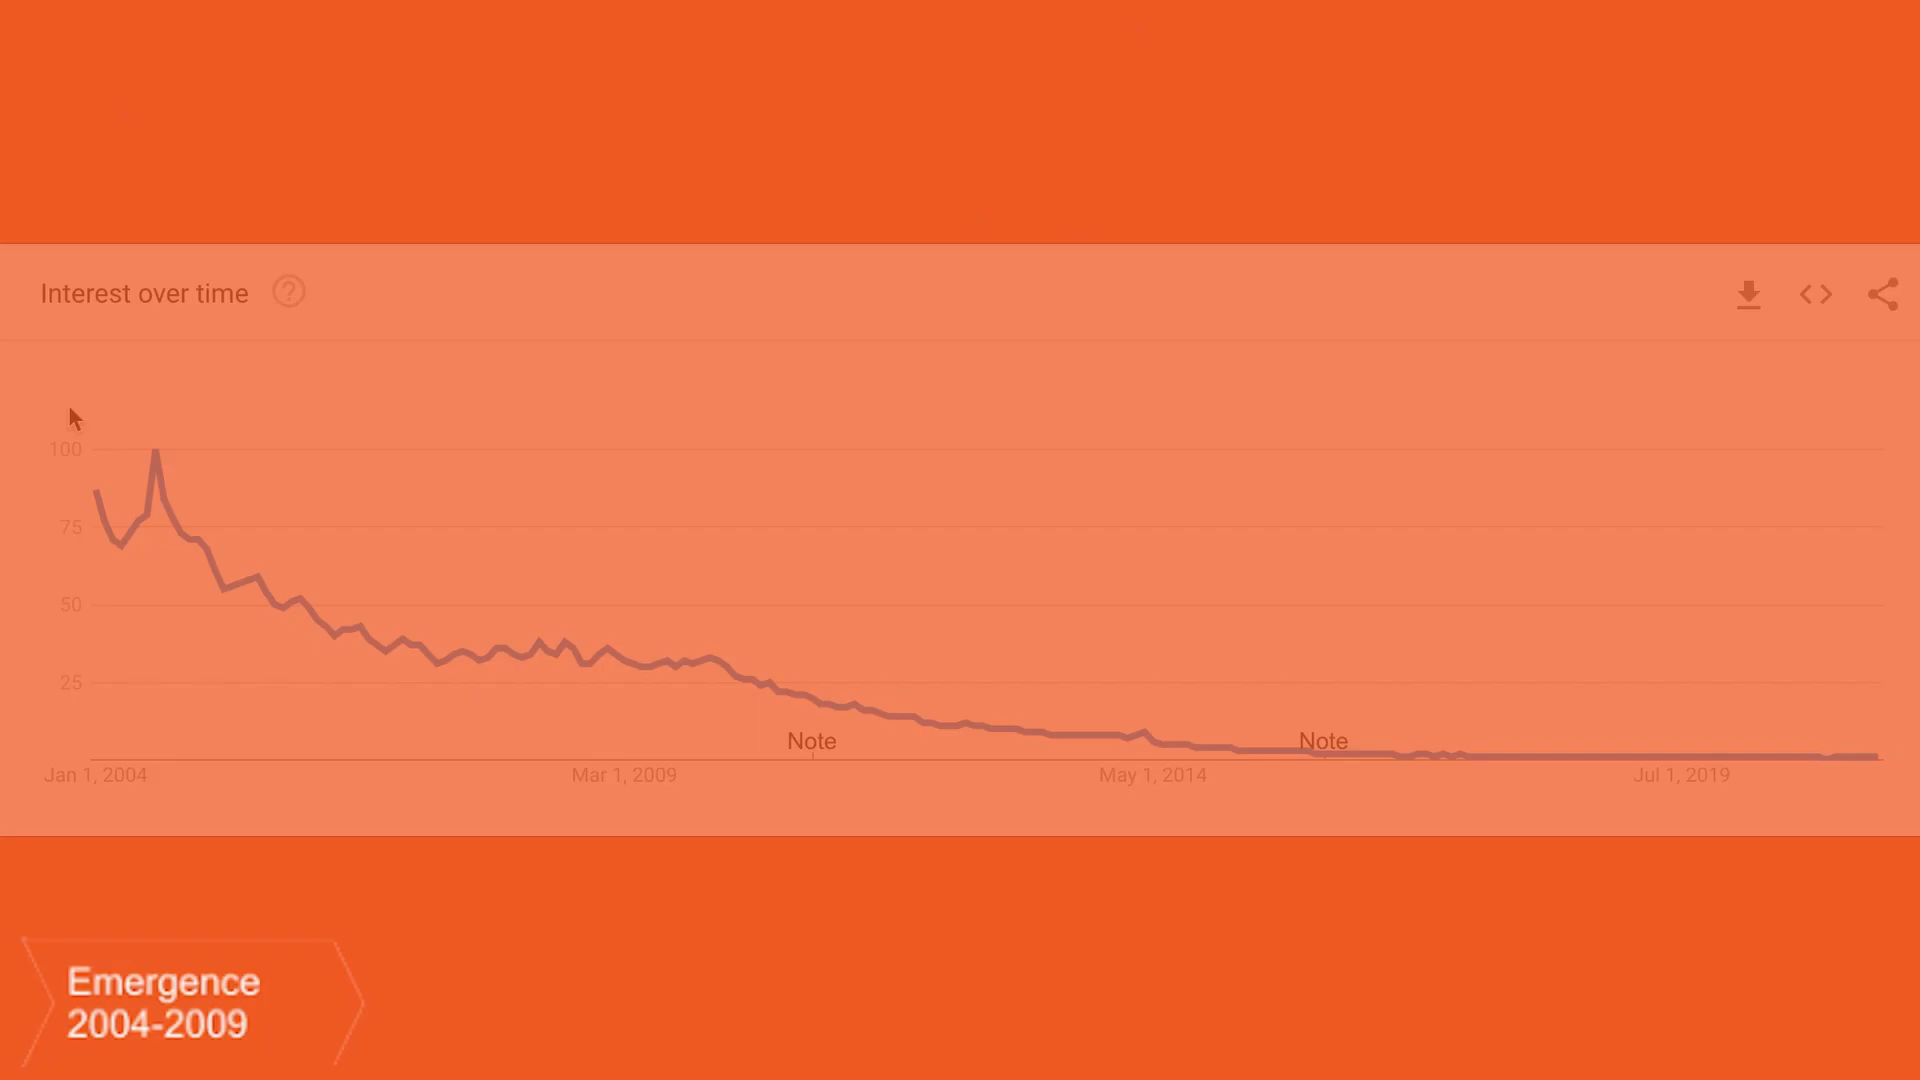 Interest over time ?
100
75
50
25
Note Note
Jan 1, 2004 Mar 1, 2009 May 1, 2014 Jul 1, 2019
Emergence
2004-2009